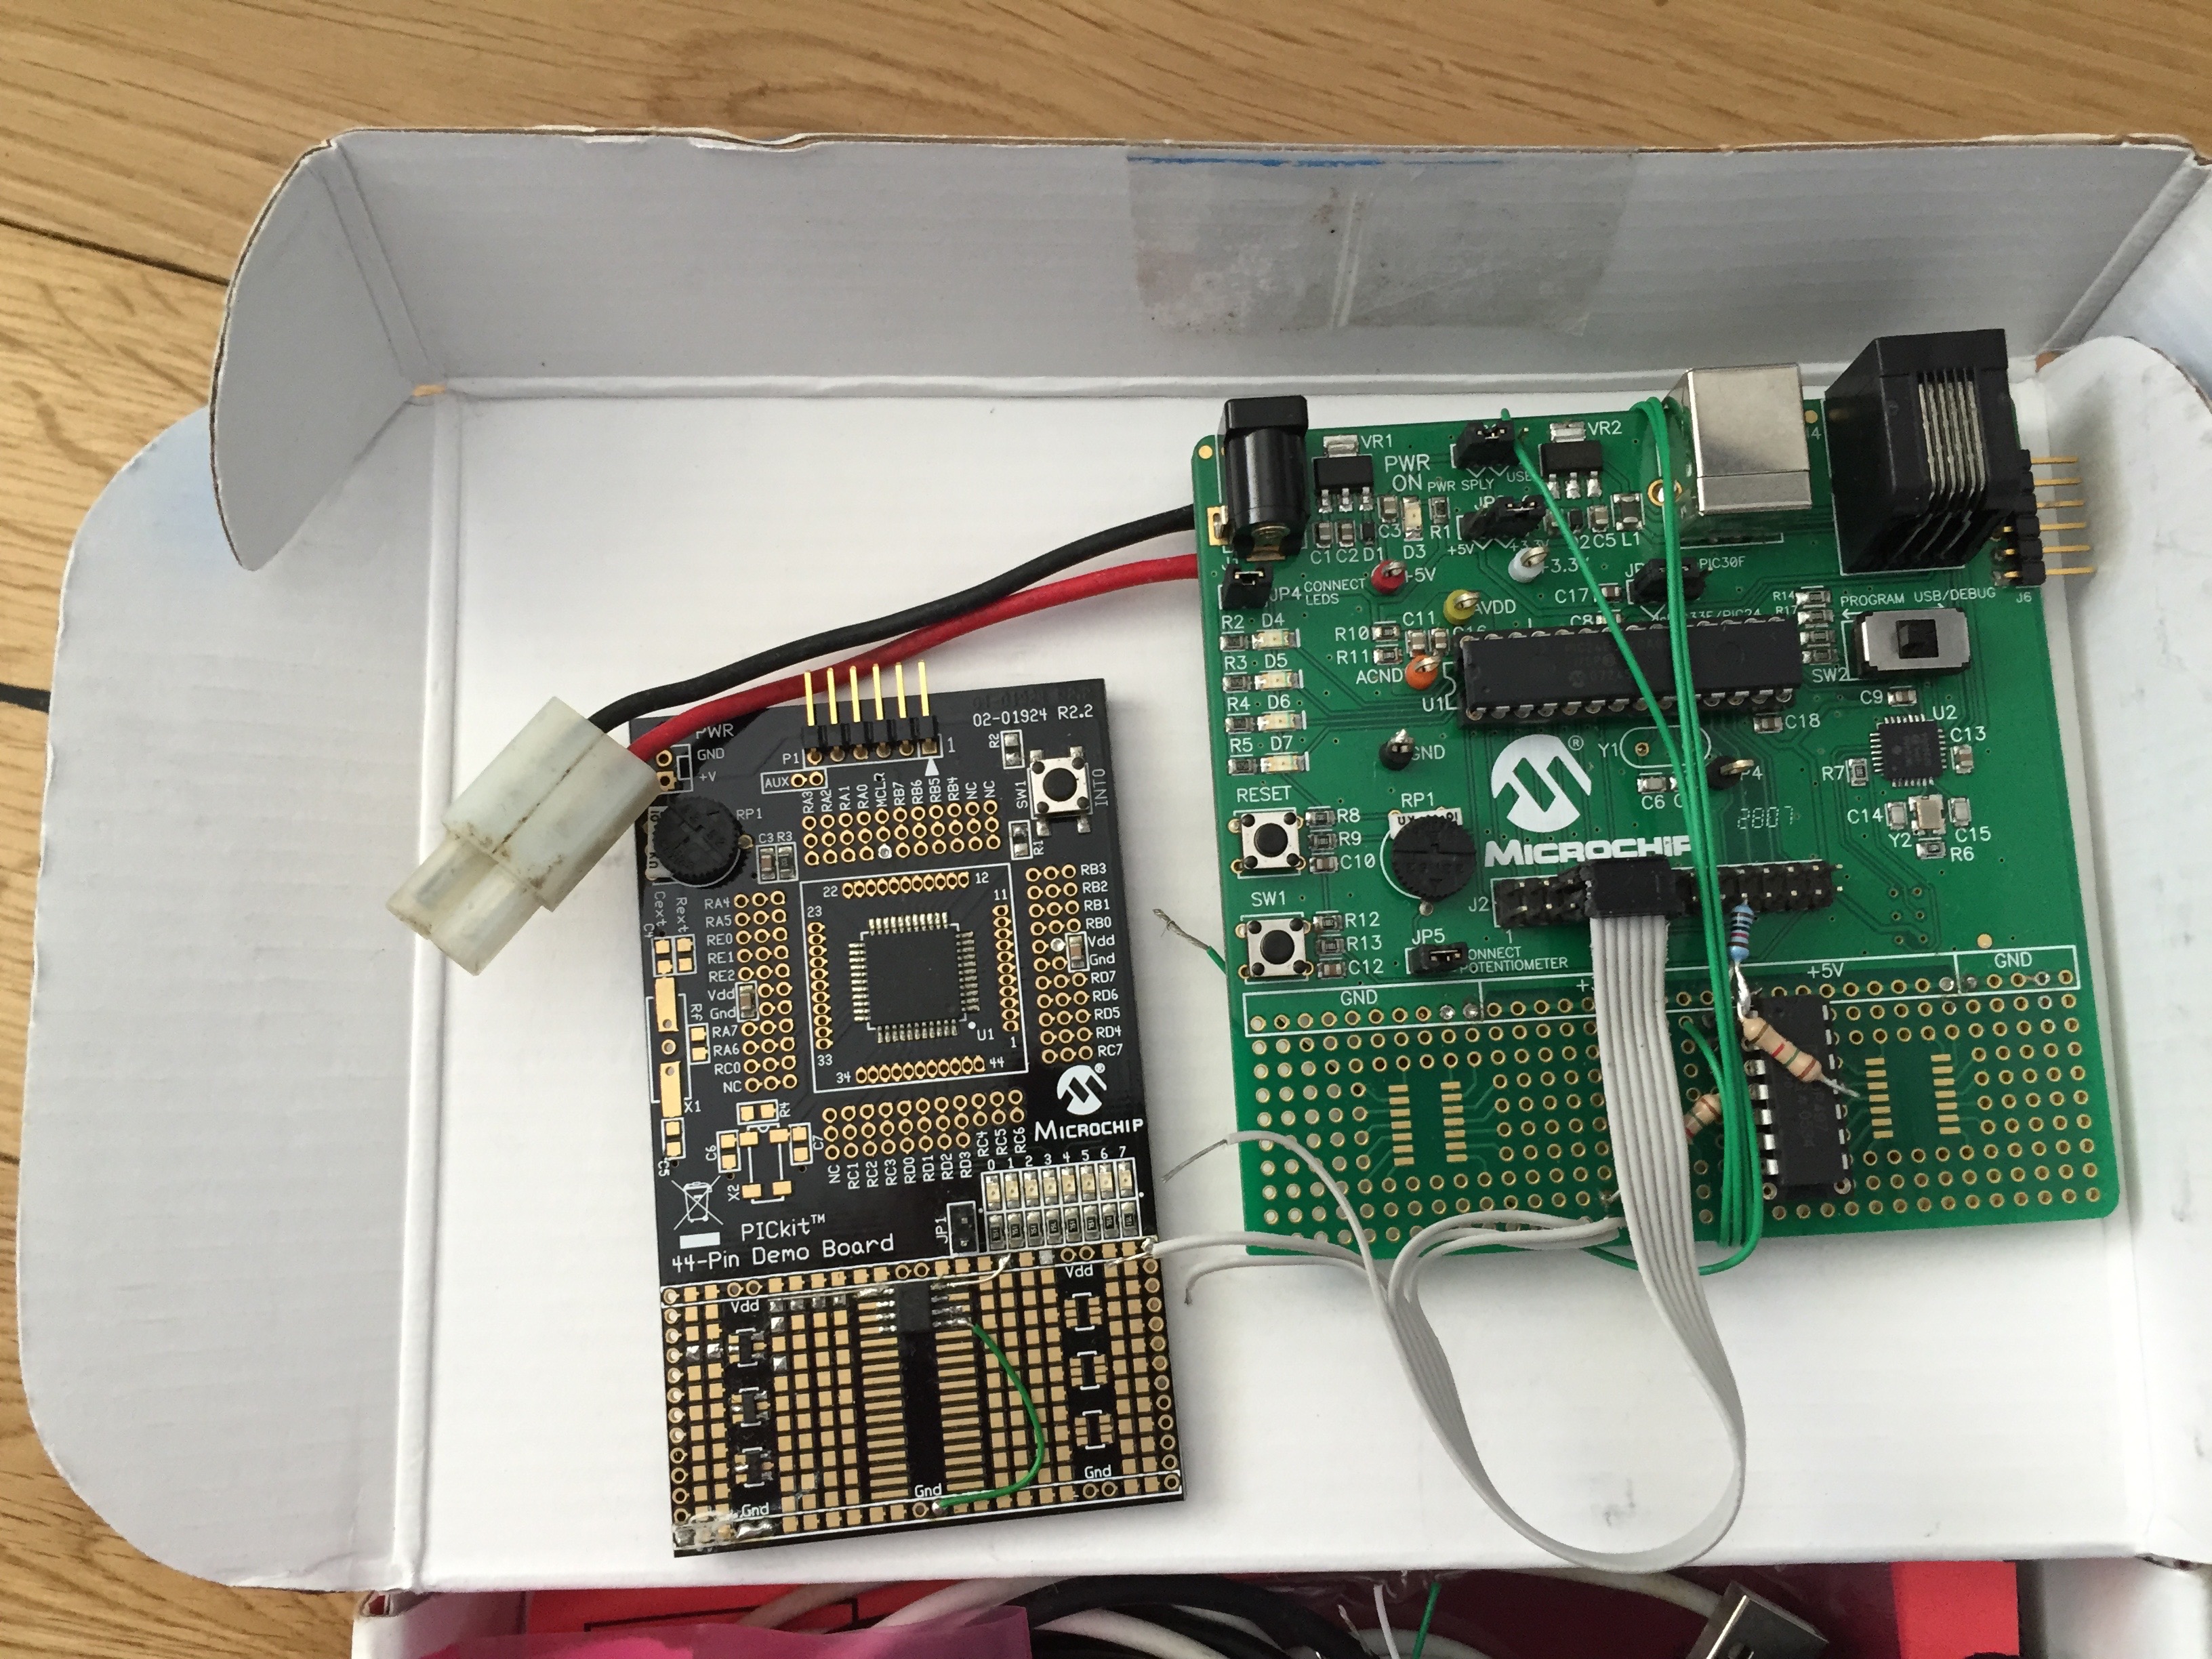 PWR
GND
+V
P1
1
02-01924 R2.2
R2
AUX
SW1
INT0
RP1
C3
R3
R1
RA3
RA2
RA1
RA0
MCLR
RB7
RB6
RB5
RB4
NC
NC
22
12
11
23
33
34
44
1
U1
RB3
RB2
RB1
RB0
Vdd
Gnd
RD7
RD6
RD5
RD4
RC7
Cext
Rext
C4
RA4
RA5
RE0
RE1
RE2
Vdd
Gnd
RA7
RA6
RC0
NC
Rf
X1
C5
R4
C6
C7
X2
NC
RC1
RC2
RC3
RD0
RD1
RD2
RD3
RC4
RC5
RC6
MICROCHIP
0 1 2 3 4 5 6 7
JP1
PICkit™
44-Pin Demo Board
Vdd
Vdd
Gnd
Gnd
Gnd
VR1
VR2
PWR
ON
PWR SPLY
USB
C3
R1
C1 C2 D1 D3
+5V
C5 L1
+5V
+3.3V
JP4
CONNECT
LEDS
AVDD
C17
PIC30F
R14
R17
PROGRAM USB/DEBUG
J6
R2 D4
R3 D5
R4 D6
R5 D7
R10
R11
C11
C8
AGND
U1
SW2
C9
C18
U2
C13
GND
Y1
R7
C6
C14
Y2
C15
R6
2807
RESET
R8
R9
C10
RP1
MICROCHIP
SW1
R12
R13
C12
J2
1
JP5
CONNECT
POTENTIOMETER
GND
+5V
GND